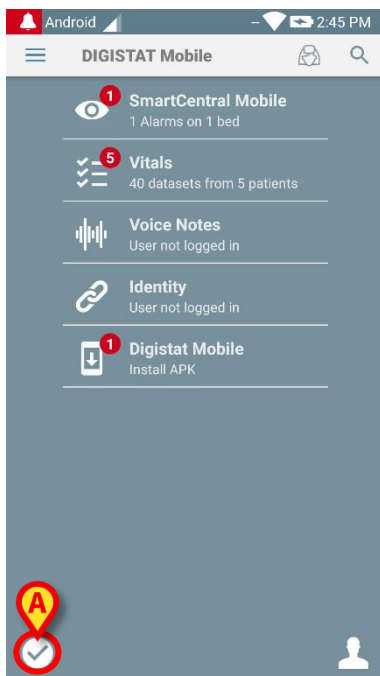 Android – 2:45 PM
DIGISTAT Mobile
1
SmartCentral Mobile
1 Alarms on 1 bed
5
Vitals
40 datasets from 5 patients
Voice Notes
User not logged in
Identity
User not logged in
1
Digistat Mobile
Install APK
A